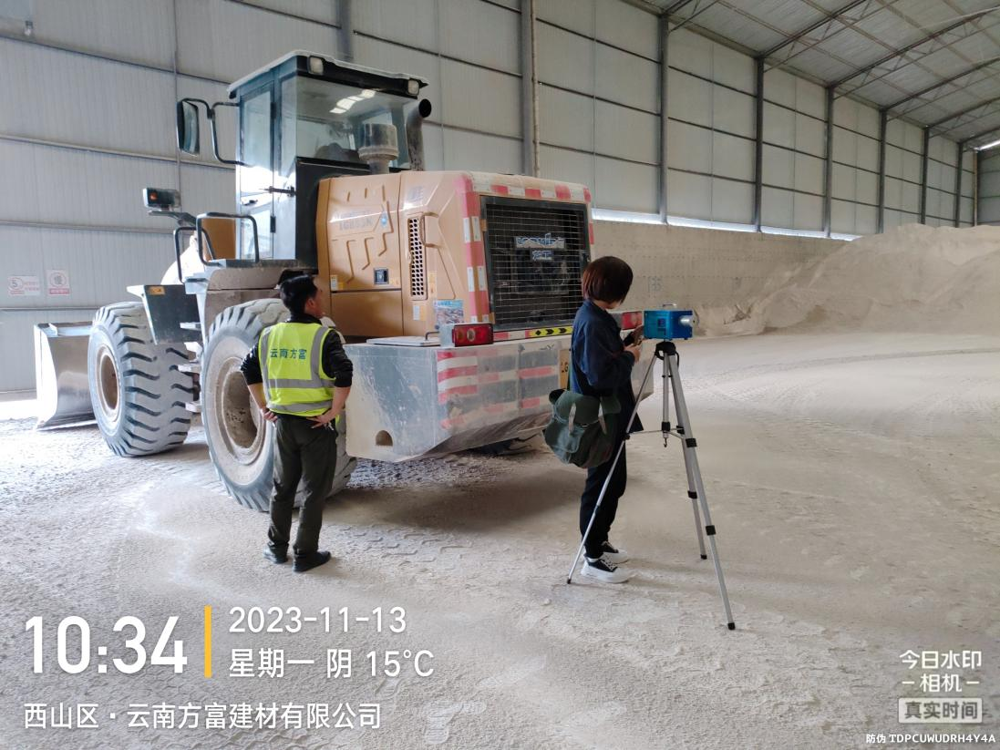 云南方富
10:34
2023-11-13
星期一 阴 15°C
西山区·云南方富建材有限公司
今日水印
相机
真实时间
防伪 TDPCUWUDRH4Y4A